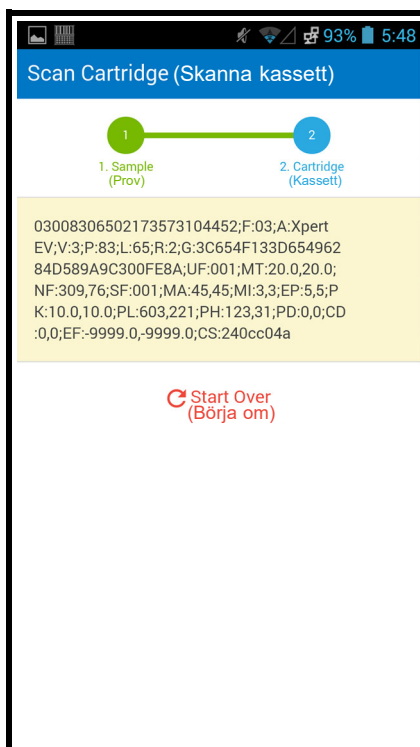 93% 5:48
Scan Cartridge (Skanna kassett)
1 2
1. Sample 2. Cartridge
(Prov) (Kassett)
03008306502173573104452;F:03;A:Xpert
EV;V:3;P:83;L:65;R:2;G:3C654F133D654962
84D589A9C300FE8A;UF:001;MT:20.0,20.0;
NF:309,76;SF:001;MA:45,45;MI:3,3;EP:5,5;P
K:10.0,10.0;PL:603,221;PH:123,31;PD:0,0;CD
:0,0;EF:-9999.0,-9999.0;CS:240cc04a
Start Over
(Börja om)